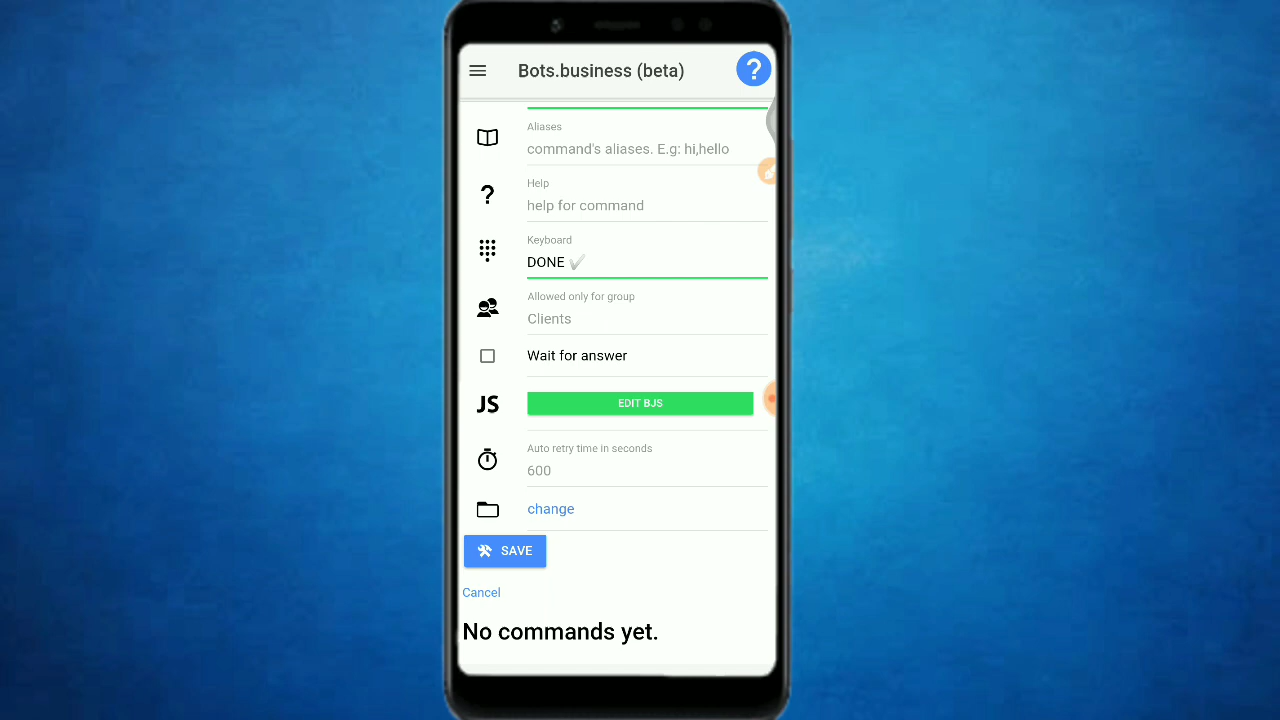 Bots.business (beta)
?
Aliases
command's aliases. E.g: hi,hello
?
Help
help for command
Keyboard
DONE ✔
Allowed only for group
Clients
Wait for answer
JS
EDIT BJS
Auto retry time in seconds
600
change
SAVE
Cancel
No commands yet.